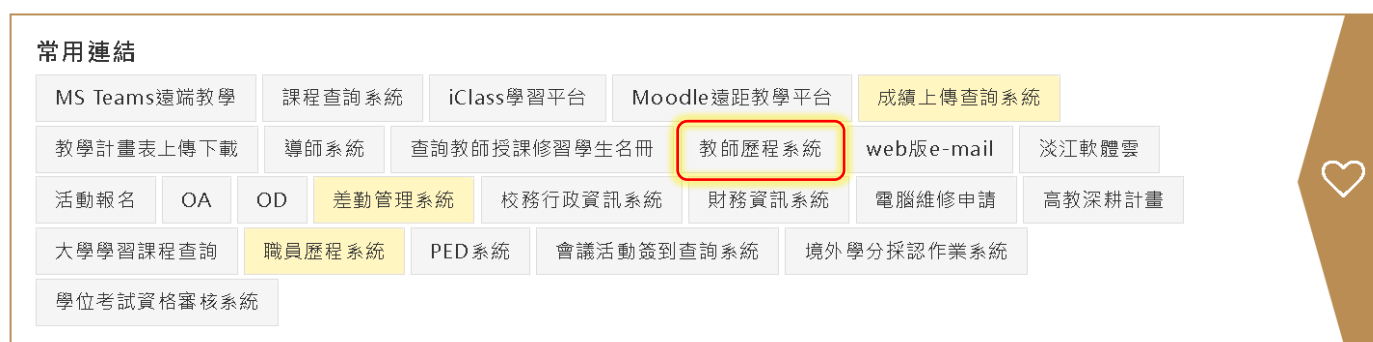 常用連結
MS Teams遠端教學 課程查詢系統 iClass學習平台 Moodle遠距教學平台 成績上傳查詢系統
教學計畫表上傳下載 導師系統 查詢教師授課修習學生名冊 教師歷程系統 web版e-mail 淡江軟體雲
活動報名 OA OD 差勤管理系統 校務行政資訊系統 財務資訊系統 電腦維修申請 高教深耕計畫
大學學習課程查詢 職員歷程系統 PED系統 會議活動簽到查詢系統 境外學分採認作業系統
學位考試資格審核系統